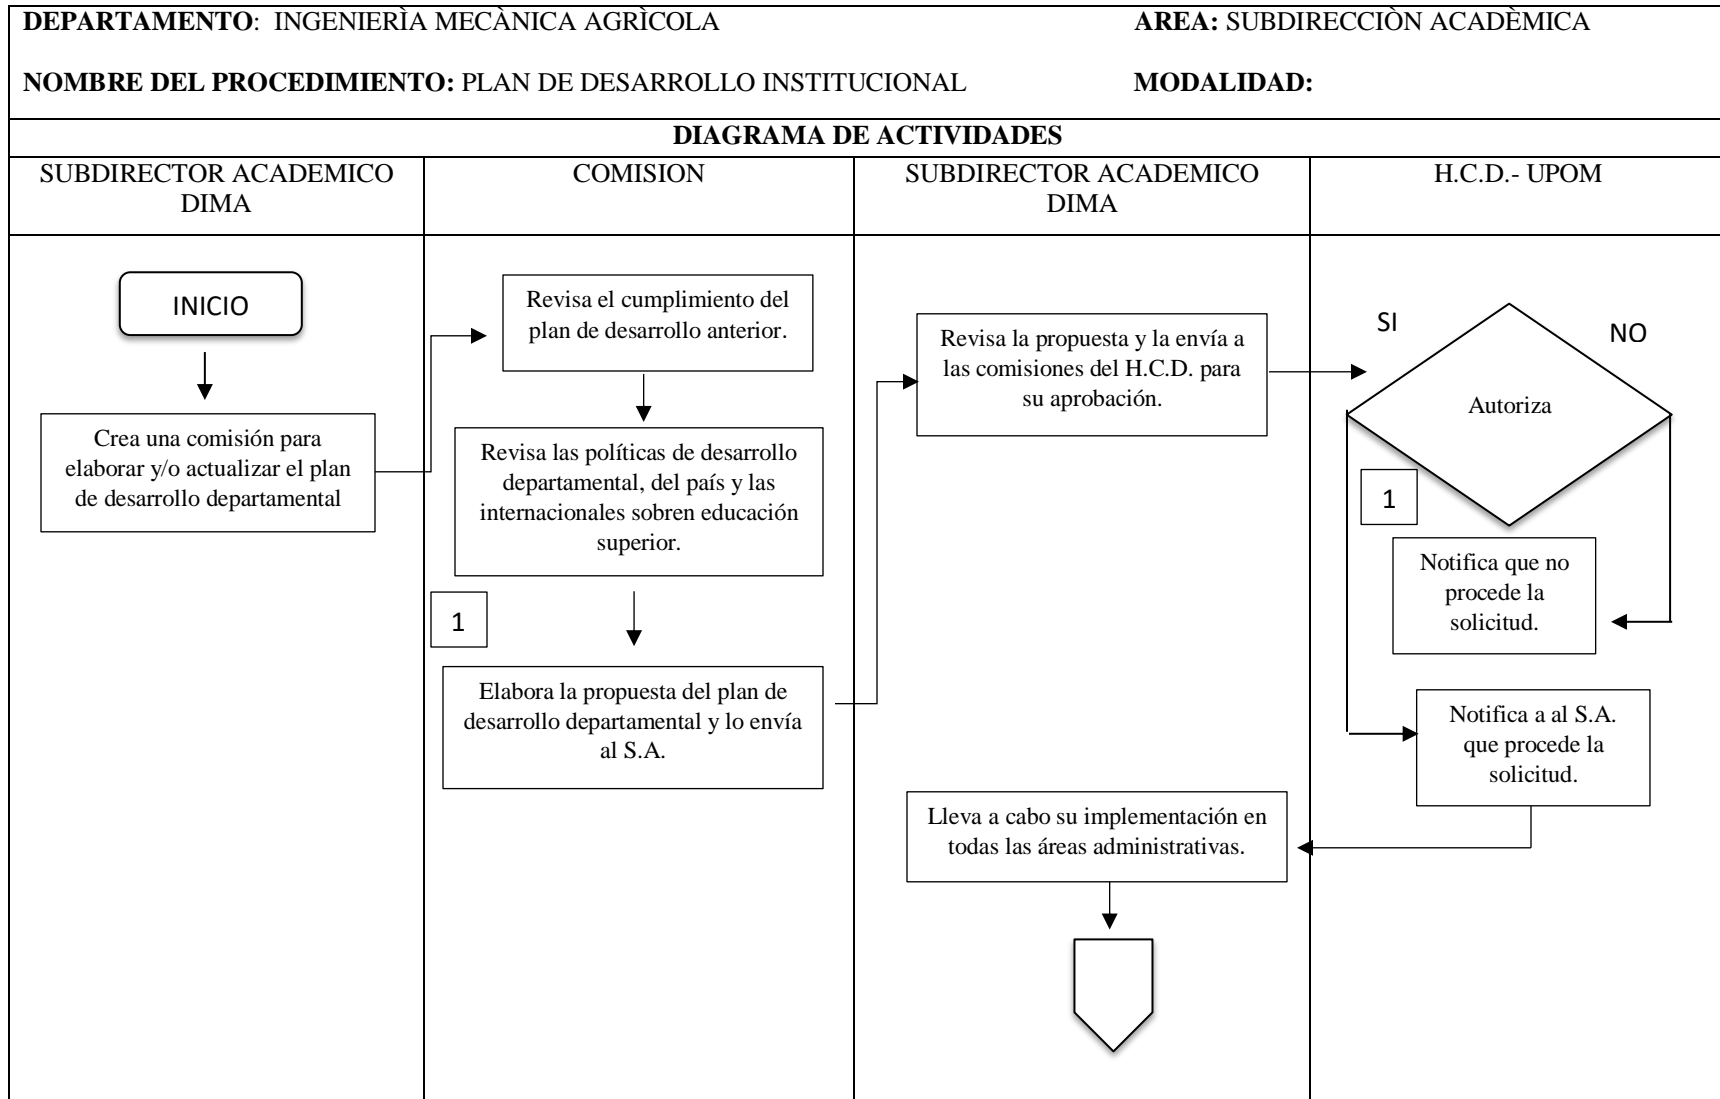 DEPARTAMENTO: INGENIERÌA MECÀNICA AGRÌCOLA
AREA: SUBDIRECCIÒN ACADÈMICA
NOMBRE DEL PROCEDIMIENTO: PLAN DE DESARROLLO INSTITUCIONAL
MODALIDAD:
DIAGRAMA DE ACTIVIDADES
SUBDIRECTOR ACADEMICO
DIMA
COMISION
SUBDIRECTOR ACADEMICO
DIMA
H.C.D.- UPOM
INICIO
Crea una comisión para
elaborar y/o actualizar el plan
de desarrollo departamental
Revisa el cumplimiento del
plan de desarrollo anterior.
Revisa las políticas de desarrollo
departamental, del país y las
internacionales sobren educación
superior.
1
Elabora la propuesta del plan de
desarrollo departamental y lo envía
al S.A.
Revisa la propuesta y la envía a
las comisiones del H.C.D. para
su aprobación.
Lleva a cabo su implementación en
todas las áreas administrativas.
SI
NO
Autoriza
1
Notifica que no
procede la
solicitud.
Notifica a al S.A.
que procede la
solicitud.